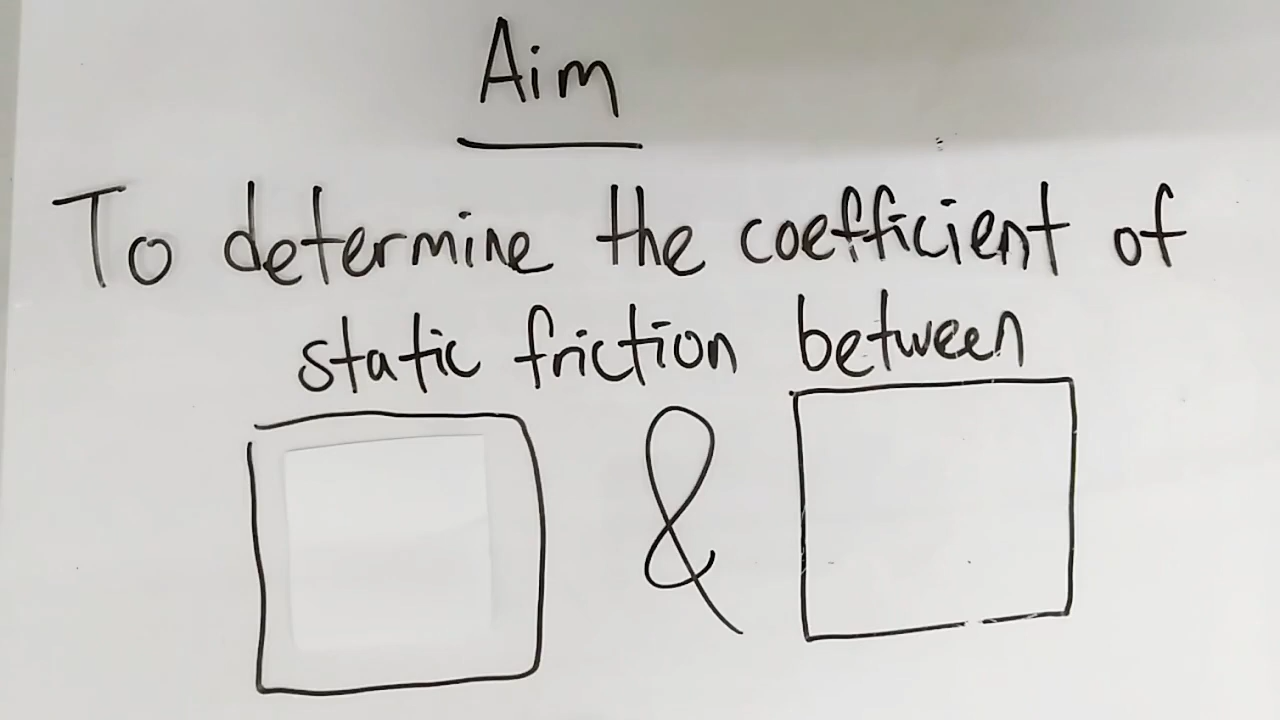 Aim
To determine the coefficient of
static friction between
&